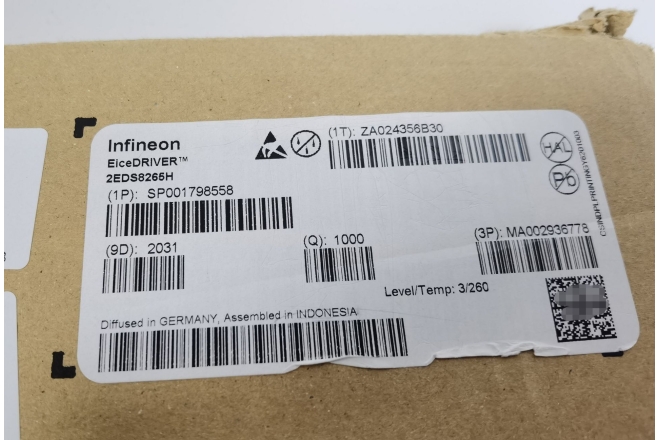 Infineon
EiceDRIVER™
2EDS8265H
(1P): SP001798558
(1T): ZA024356B30
HAL
Pb
(9D): 2031
(Q): 1000
(3P): MA002936778
Level/Temp: 3/260
Diffused in GERMANY, Assembled in INDONESIA